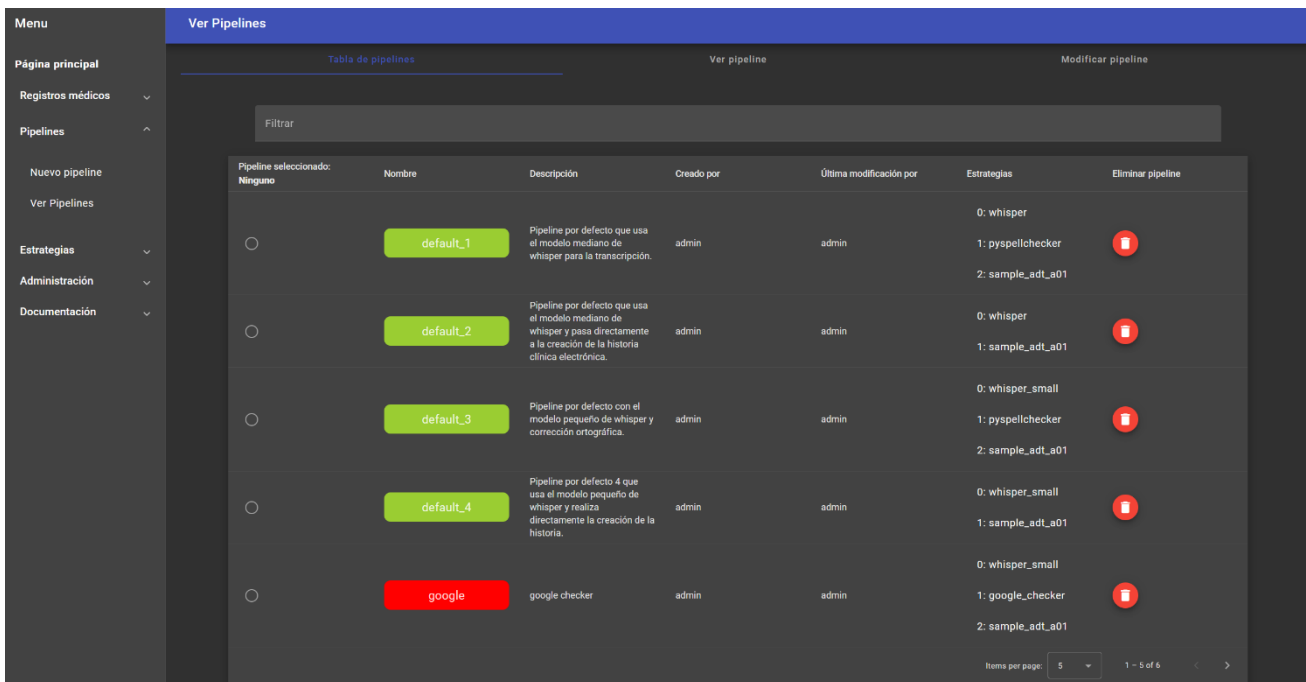 Menu
Ver Pipelines
Página principal
Registros médicos
Pipelines
Nuevo pipeline
Ver Pipelines
Estrategias
Administración
Documentación
Tabla de pipelines
Ver pipeline
Modificar pipeline
Filtrar
Pipeline seleccionado:
Ninguno
Nombre
Descripción
Creado por
Última modificación por
Estrategias
Eliminar pipeline
default_1
Pipeline por defecto que usa
el modelo mediano de
whisper para la transcripción.
admin
admin
0: whisper
1: pyspellchecker
2: sample_adt_a01
default_2
Pipeline por defecto que usa
el modelo mediano de
whisper y pasa directamente
a la creación de la historia
clínica electrónica.
admin
admin
0: whisper
1: sample_adt_a01
default_3
Pipeline por defecto con el
modelo pequeño de whisper y
corrección ortográfica.
admin
admin
0: whisper_small
1: pyspellchecker
2: sample_adt_a01
default_4
Pipeline por defecto 4 que
usa el modelo pequeño de
whisper y realiza
directamente la creación de la
historia.
admin
admin
0: whisper_small
1: sample_adt_a01
google
google checker
admin
admin
0: whisper_small
1: google_checker
2: sample_adt_a01
Items per page:
5
1 – 5 of 6